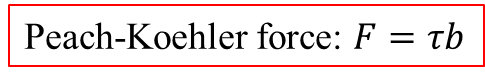 Peach-Koehler force: 𝐹 = 𝜏𝑏